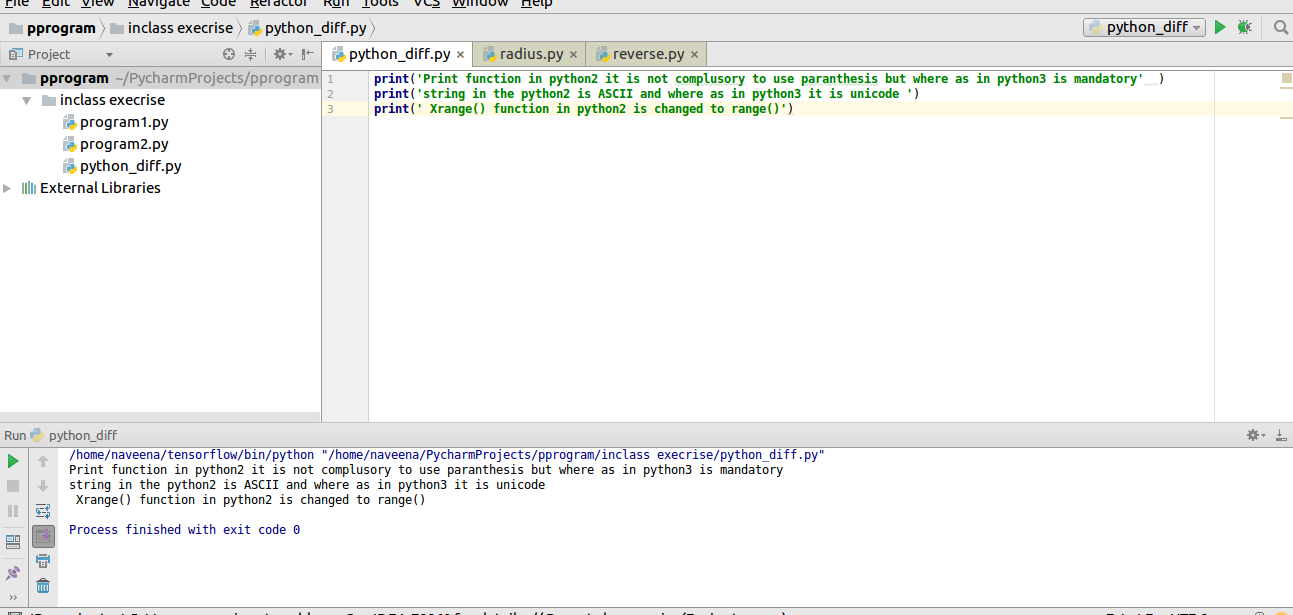 File Edit View Navigate Code Refactor Run Tools VCS Window Help
pprogram inclass execrise python_diff.py python_diff
Project
python_diff.py × radius.py × reverse.py ×
pprogram ~/PycharmProjects/pprogram
inclass execrise
program1.py
program2.py
python_diff.py
External Libraries
1 print('Print function in python2 it is not complusory to use paranthesis but where as in python3 is mandatory' )
2 print('string in the python2 is ASCII and where as in python3 it is unicode ')
3 print(' Xrange() function in python2 is changed to range()')
Run python_diff
/home/naveena/tensorflow/bin/python "/home/naveena/PycharmProjects/pprogram/inclass execrise/python_diff.py"
Print function in python2 it is not complusory to use paranthesis but where as in python3 is mandatory
string in the python2 is ASCII and where as in python3 it is unicode
Xrange() function in python2 is changed to range()
Process finished with exit code 0